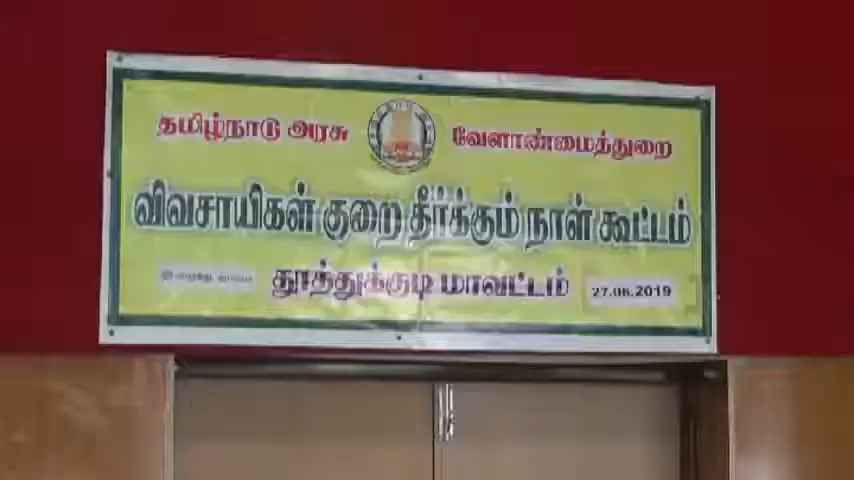 தமிழ்நாடு அரசு வேளாண்மைத்துறை
விவசாயிகள் குறை தீர்க்கும் நாள் கூட்டம்
தூத்துக்குடி மாவட்டம் 27.06.2019